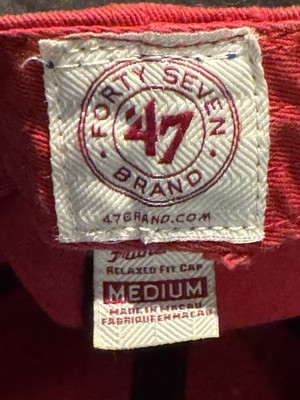 FORTY SEVEN
'47
BRAND
47BRAND.COM
RELAXED FIT CAP
MEDIUM
MADE IN MACAU
FABRIQUE EN MACAO